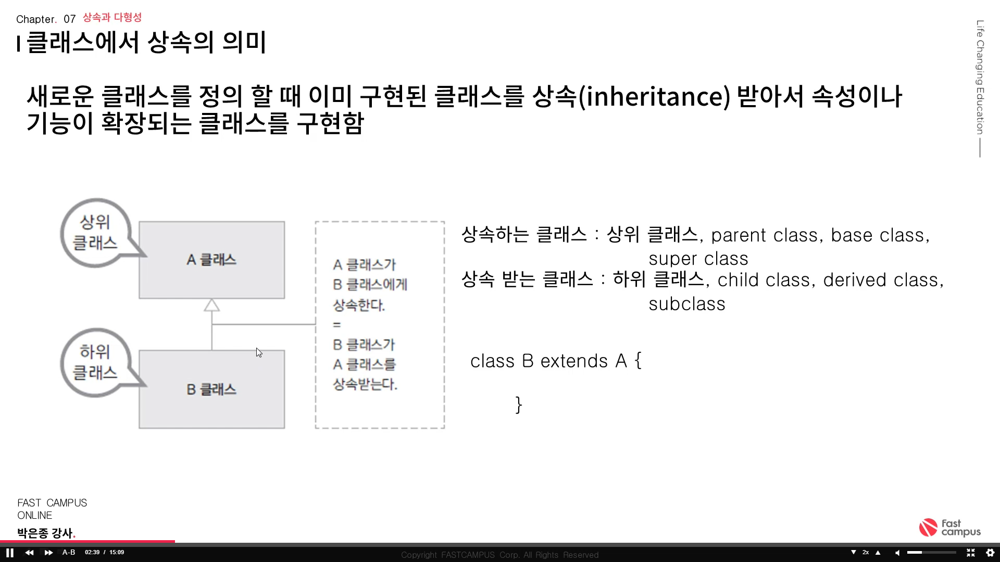 Chapter. 07 상속과 다형성
클래스에서 상속의 의미
새로운 클래스를 정의 할 때 이미 구현된 클래스를 상속(inheritance) 받아서 속성이나
기능이 확장되는 클래스를 구현함
Life Changing Education
상위
클래스
A 클래스
하위
클래스
B 클래스
A 클래스가
B 클래스에게
상속한다.
=
B 클래스가
A 클래스를
상속받는다.
상속하는 클래스 : 상위 클래스, parent class, base class,
super class
상속 받는 클래스 : 하위 클래스, child class, derived class,
subclass
class B extends A {
}
FAST CAMPUS
ONLINE
박은종 강사.
Fast
campus
A-B 02:39 / 15:09
Copyright FASTCAMPUS Corp. All Rights Reserved
2x